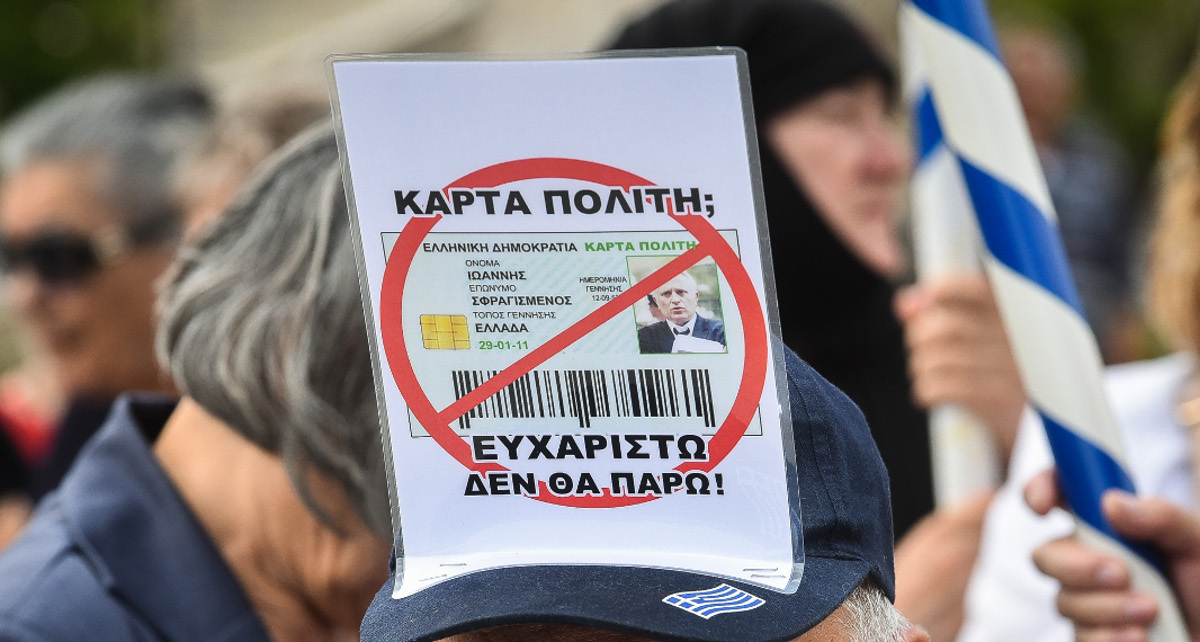 ΚΑΡΤΑ ΠΟΛΙΤΗ;
ΕΛΛΗΝΙΚΗ ΔΗΜΟΚΡΑΤΙΑ ΚΑΡΤΑ ΠΟΛΙΤΗ
ΟΝΟΜΑ
ΙΩΑΝΝΗΣ
ΕΠΩΝΥΜΟ
ΣΦΡΑΓΙΣΜΕΝΟΣ
ΤΟΠΟΣ ΓΕΝΝΗΣΗΣ
ΕΛΛΑΔΑ
29-01-11
ΗΜΕΡΟΜΗΝΙΑ
ΓΕΝΝΗΣΗΣ
ΕΥΧΑΡΙΣΤΩ
ΔΕΝ ΘΑ ΠΑΡΩ!